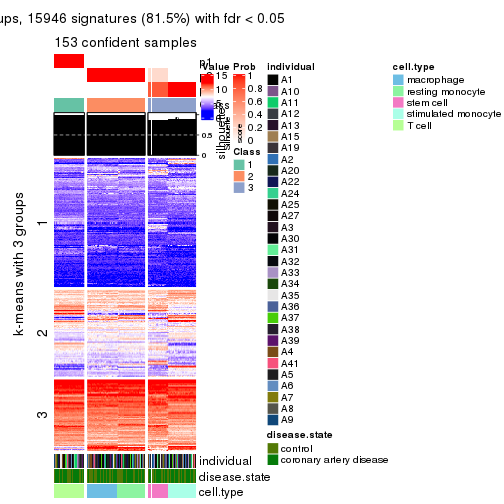 ups, 15946 signatures (81.5%) with fdr < 0.05
153 confident samples
k-means with 3 groups
1
2
3
p1
Value
15
10
5
0
Prob
1
0.8
0.6
0.4
0.2
0
1
0.5
0
silhouette
score
Class
1
2
3
individual
A1
A10
A11
A12
A13
A15
A19
A2
A20
A22
A24
A25
A27
A3
A30
A31
A32
A33
A34
A35
A36
A37
A38
A39
A4
A41
A5
A6
A7
A8
A9
disease.state
control
coronary artery disease
cell.type
macrophage
resting monocyte
stem cell
stimulated monocyte
T cell
individual
disease.state
cell.type